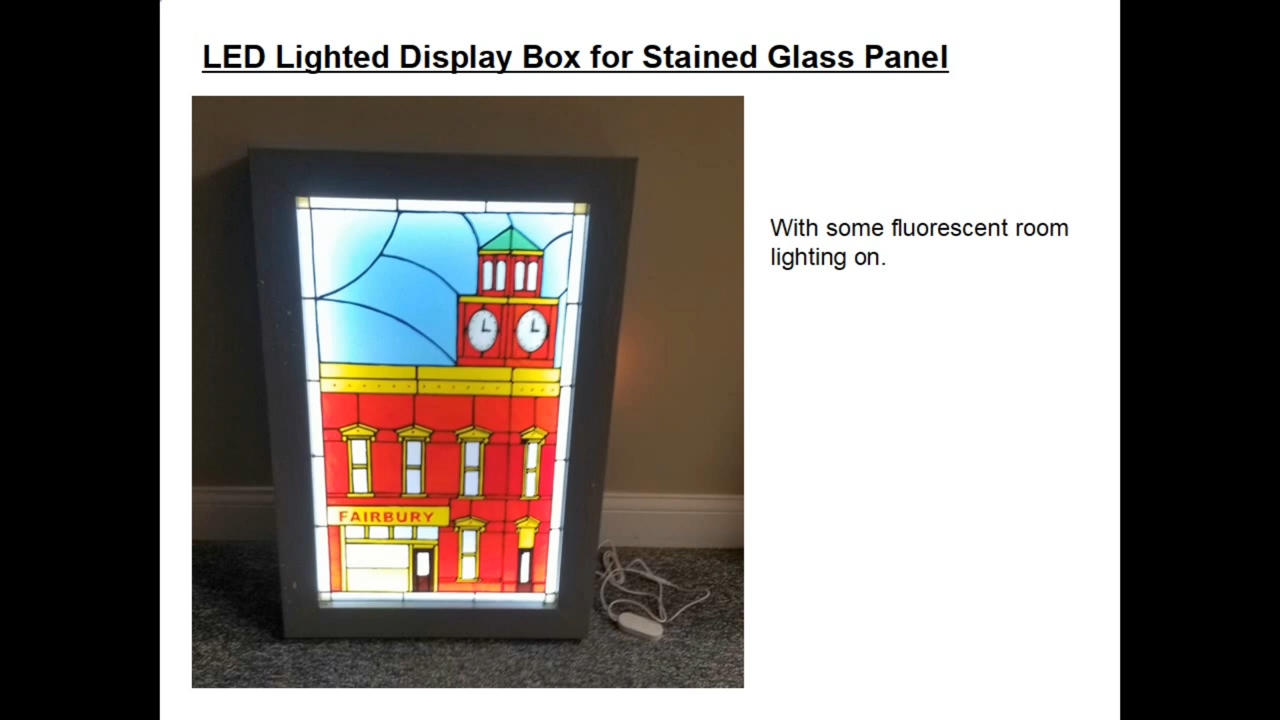 LED Lighted Display Box for Stained Glass Panel
With some fluorescent room
lighting on.
FAIRBURY